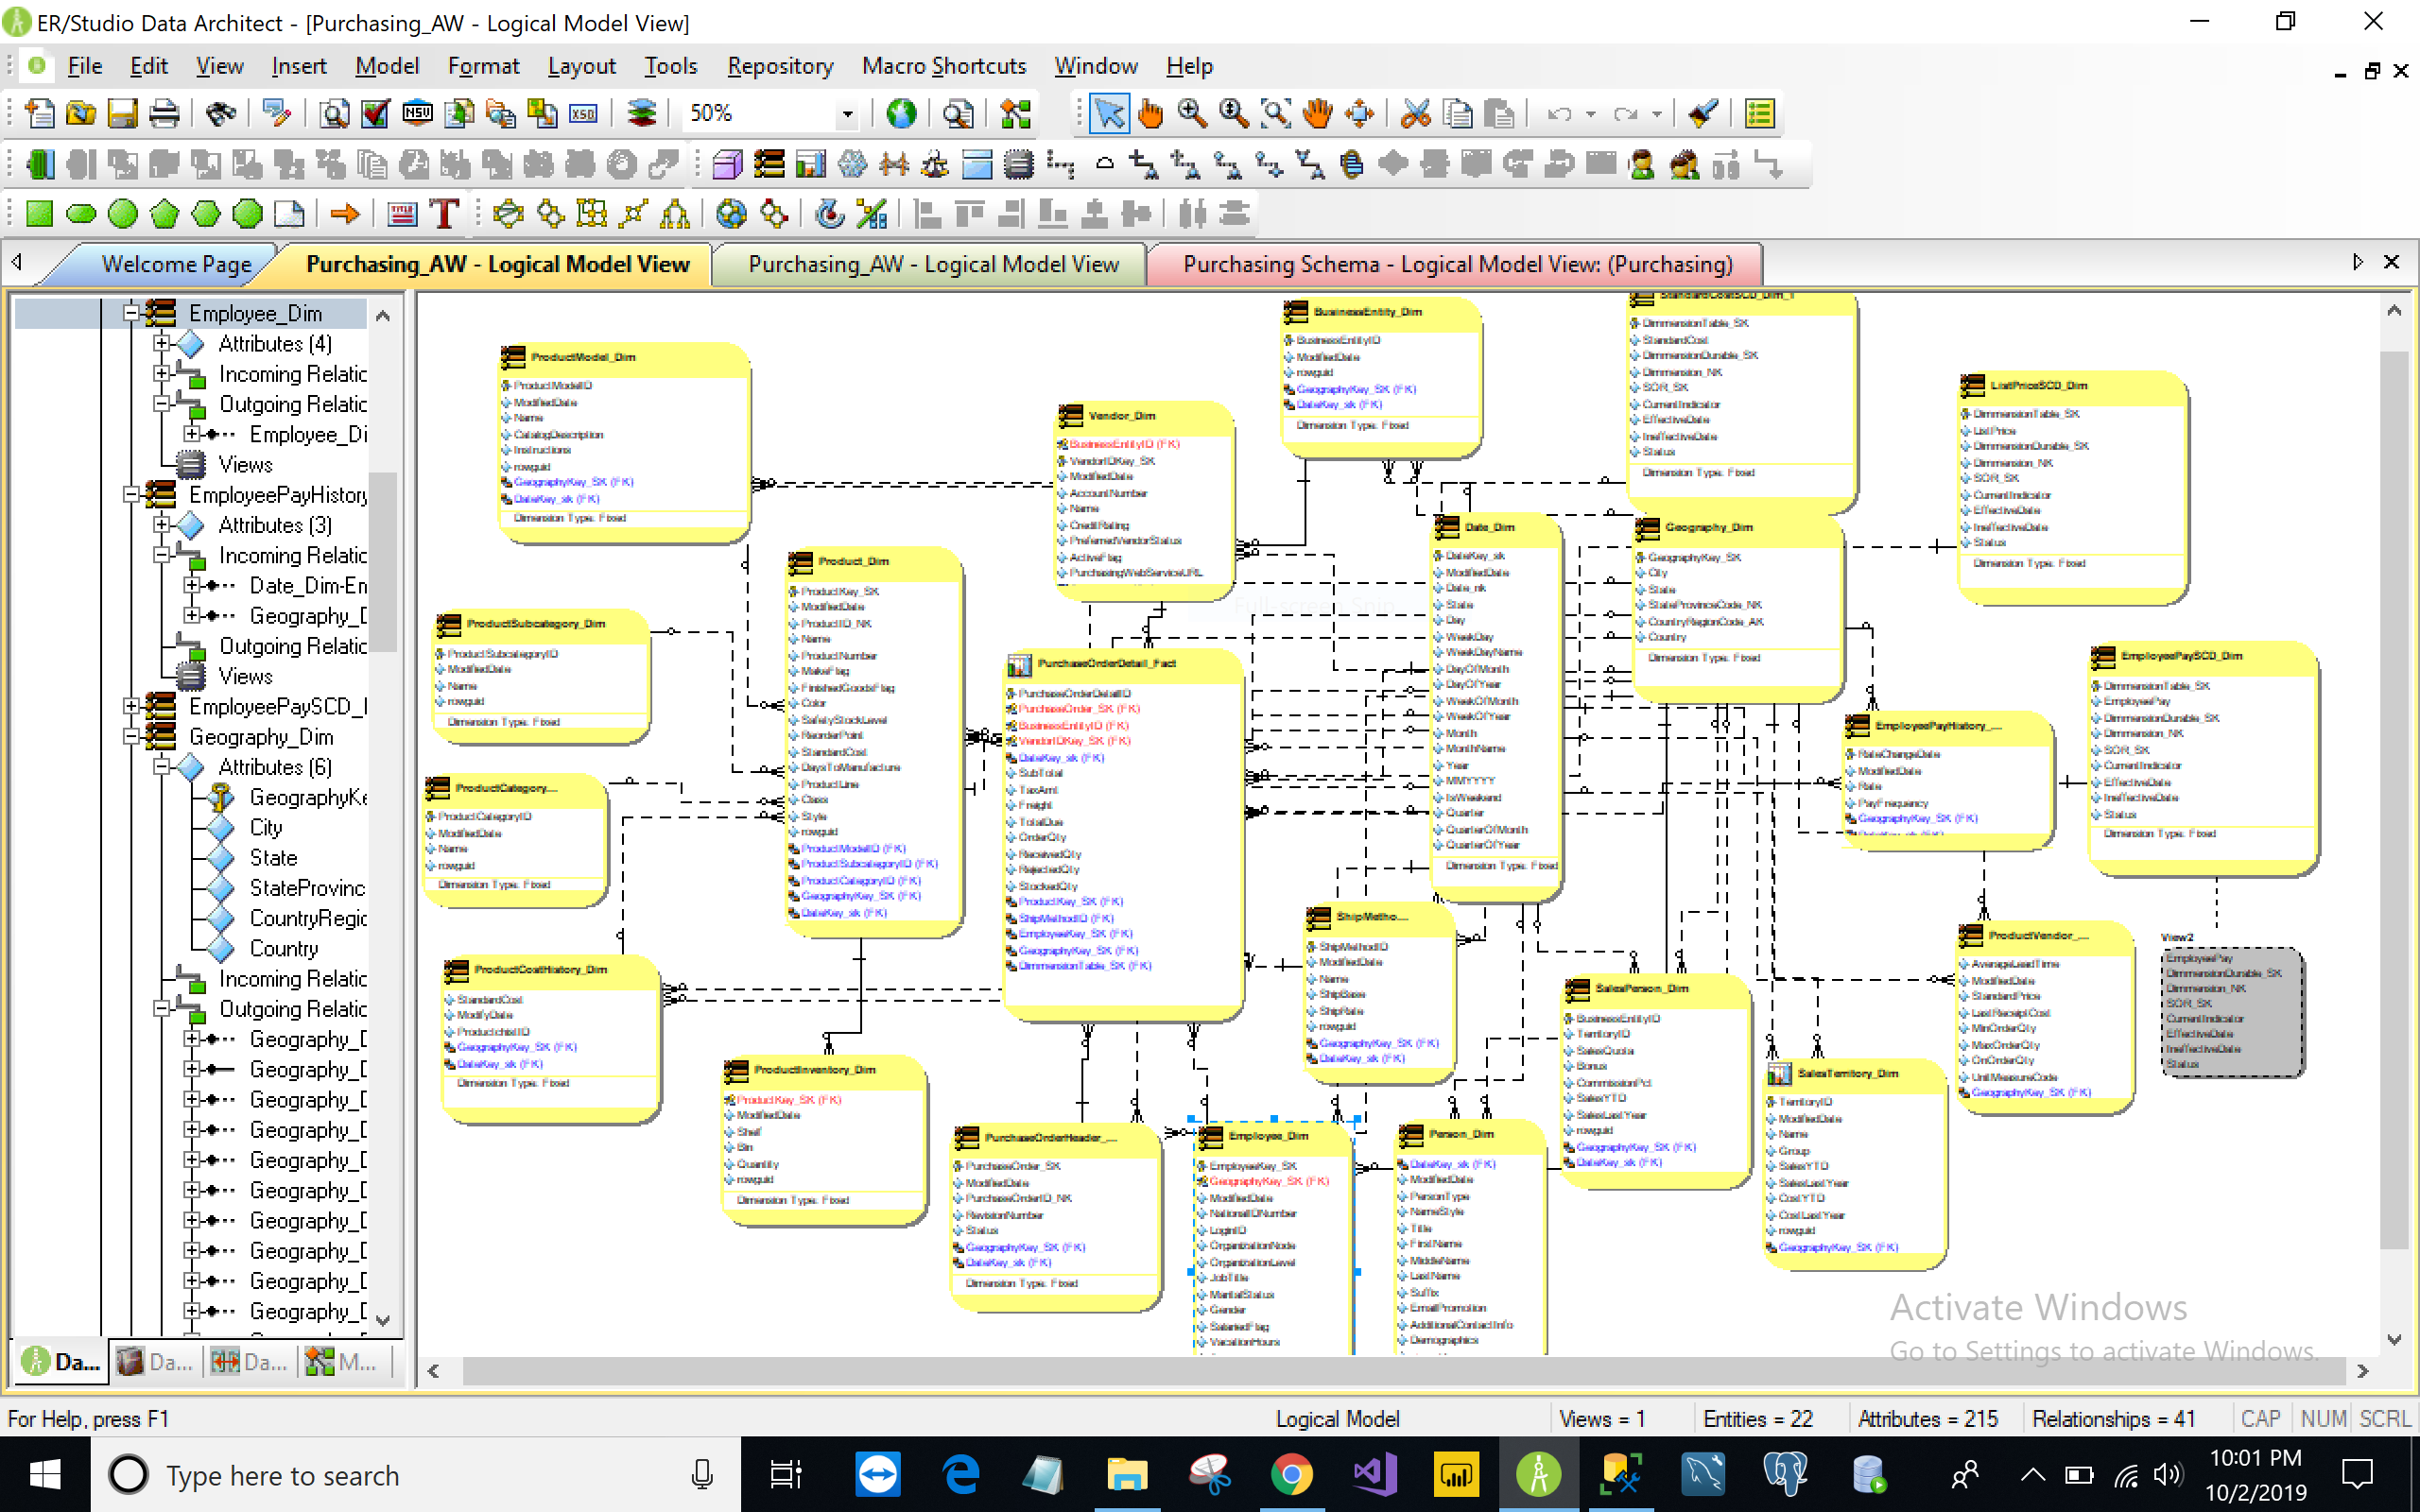 ER/Studio Data Architect - [Purchasing_AW - Logical Model View]
File Edit View Insert Model Format Layout Tools Repository Macro Shortcuts Window Help
50%
Welcome Page
Purchasing_AW - Logical Model View
Purchasing_AW - Logical Model View
Purchasing Schema - Logical Model View: (Purchasing)
Employee_Dim
Attributes (4)
Incoming Relatic
Outgoing Relatic
Employee_Di
Views
EmployeePayHistory
Attributes (3)
Incoming Relatic
Date_Dim-En
Geography_D
Outgoing Relatic
Views
EmployeePaySCD_
Geography_Dim
Attributes (6)
GeographyKe
City
State
StateProvinc
CountryRegic
Country
Incoming Relatic
Outgoing Relatic
Geography_D
Geography_D
Geography_D
Geography_D
Geography_D
Geography_D
Geography_D
Geography_D
Geography_D
Geography_D
Da... Da... Da... M...
ProductModel_Dim
ProductModelID
ModifiedDate
Name
CatalogDescription
Instructions
rowguid
GeographyKey_SK (FK)
DateKey_sk (FK)
Dimension Type: Fixed
ProductSubcategory_Dim
ProductSubcategoryID
ModifiedDate
Name
rowguid
Dimension Type: Fixed
ProductCategory...
ProductCategoryID
ModifiedDate
Name
rowguid
Dimension Type: Fixed
ProductCostHistory_Dim
StandardCost
ModifyDate
ProductchistID
GeographyKey_SK (FK)
DateKey_sk (FK)
Dimension Type: Fixed
Product_Dim
ProductKey_SK
ModifiedDate
ProductID_NK
Name
ProductNumber
MakeFlag
FinishedGoodsFlag
Color
SafetyStockLevel
ReorderPoint
StandardCost
DaysToManufacture
ProductLine
Class
Style
rowguid
ProductModelID (FK)
ProductSubcategoryID (FK)
ProductCategoryID (FK)
GeographyKey_SK (FK)
DateKey_sk (FK)
ProductInventory_Dim
ProductKey_SK (FK)
ModifiedDate
Shelf
Bin
Quantity
rowguid
Dimension Type: Fixed
Vendor_Dim
BusinessEntityID (FK)
VendorIDKey_SK
ModifiedDate
AccountNumber
Name
CreditRating
PreferredVendorStatus
ActiveFlag
PurchasingWebServiceURL
PurchaseOrderDetail_Fact
PurchaseOrderDetailID
PurchaseOrder_SK (FK)
BusinessEntityID (FK)
VendorIDKey_SK (FK)
DateKey_sk (FK)
SubTotal
TaxAmt
Freight
TotalDue
OrderQty
ReceivedQty
RejectedQty
StockedQty
ProductKey_SK (FK)
ShipMethodID (FK)
EmployeeKey_SK (FK)
GeographyKey_SK (FK)
DimmensionTable_SK (FK)
PurchaseOrderHeader_...
PurchaseOrder_SK
ModifiedDate
PurchaseOrderID_NK
RevisionNumber
Status
GeographyKey_SK (FK)
DateKey_sk (FK)
Dimension Type: Fixed
BusinessEntity_Dim
BusinessEntityID
ModifiedDate
rowguid
GeographyKey_SK (FK)
DateKey_sk (FK)
Dimension Type: Fixed
Date_Dim
DateKey_sk
ModifiedDate
Date_nk
State
Day
WeekDay
WeekDayName
DayOfMonth
DayOfYear
WeekOfMonth
WeekOfYear
Month
MonthName
Year
MMYYYY
IsWeekend
Quarter
QuarterOfMonth
QuarterOfYear
Dimension Type: Fixed
ShipMetho...
ShipMethodID
ModifiedDate
Name
ShipBase
ShipRate
rowguid
GeographyKey_SK (FK)
DateKey_sk (FK)
Employee_Dim
EmployeeKey_SK
GeographyKey_SK (FK)
ModifiedDate
NationalIDNumber
LoginID
OrganizationNode
OrganizationLevel
JobTitle
MaritalStatus
Gender
SalariedFlag
VacationHours
Person_Dim
DateKey_sk (FK)
ModifiedDate
PersonType
NameStyle
Title
FirstName
MiddleName
LastName
Suffix
EmailPromotion
AdditionalContactInfo
Demographics
StandardCostSCD_Dim_1
DimmensionTable_SK
StandardCost
DimmensionDurable_SK
Dimmension_NK
SOR_SK
CurrentIndicator
EffectiveDate
IneffectiveDate
Status
Dimension Type: Fixed
Geography_Dim
GeographyKey_SK
City
State
StateProvinceCode_NK
CountryRegionCode_AK
Country
Dimension Type: Fixed
SalesPerson_Dim
BusinessEntityID
TerritoryID
SalesQuota
Bonus
CommissionPct
SalesYTD
SalesLastYear
rowguid
GeographyKey_SK (FK)
DateKey_sk (FK)
ListPriceSCD_Dim
DimmensionTable_SK
ListPrice
DimmensionDurable_SK
Dimmension_NK
SOR_SK
CurrentIndicator
EffectiveDate
IneffectiveDate
Status
Dimension Type: Fixed
EmployeePayHistory_...
RateChangeDate
ModifiedDate
Rate
PayFrequency
GeographyKey_SK (FK)
SalesTerritory_Dim
TerritoryID
ModifiedDate
Name
Group
SalesYTD
SalesLastYear
CostYTD
CostLastYear
rowguid
GeographyKey_SK (FK)
ProductVendor_...
AverageLeadTime
ModifiedDate
StandardPrice
LastReceiptCost
MinOrderQty
MaxOrderQty
OnOrderQty
UnitMeasureCode
GeographyKey_SK (FK)
EmployeePaySCD_Dim
DimmensionTable_SK
EmployeePay
DimmensionDurable_SK
Dimmension_NK
SOR_SK
CurrentIndicator
EffectiveDate
IneffectiveDate
Status
Dimension Type: Fixed
View2
EmployeePay
DimmensionDurable_SK
Dimmension_NK
SOR_SK
CurrentIndicator
EffectiveDate
IneffectiveDate
Status
Activate Windows
Go to Settings to activate Windows.
For Help, press F1
Logical Model
Views = 1
Entities = 22
Attributes = 215
Relationships = 41
CAP NUM SCRL
Type here to search
10:01 PM
10/2/2019